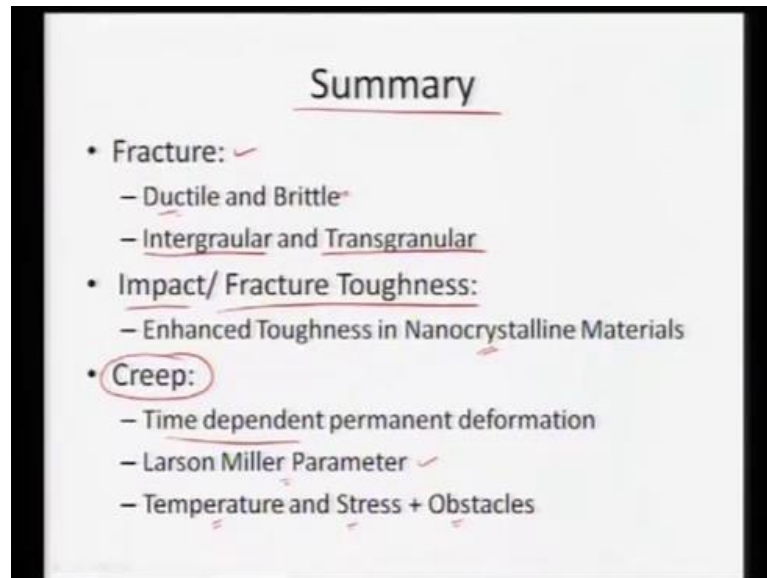 Summary
• Fracture:
– Ductile and Brittle
– Intergraular and Transgranular
• Impact/ Fracture Toughness:
– Enhanced Toughness in Nanocrystalline Materials
• Creep:
– Time dependent permanent deformation
– Larson Miller Parameter
– Temperature and Stress + Obstacles